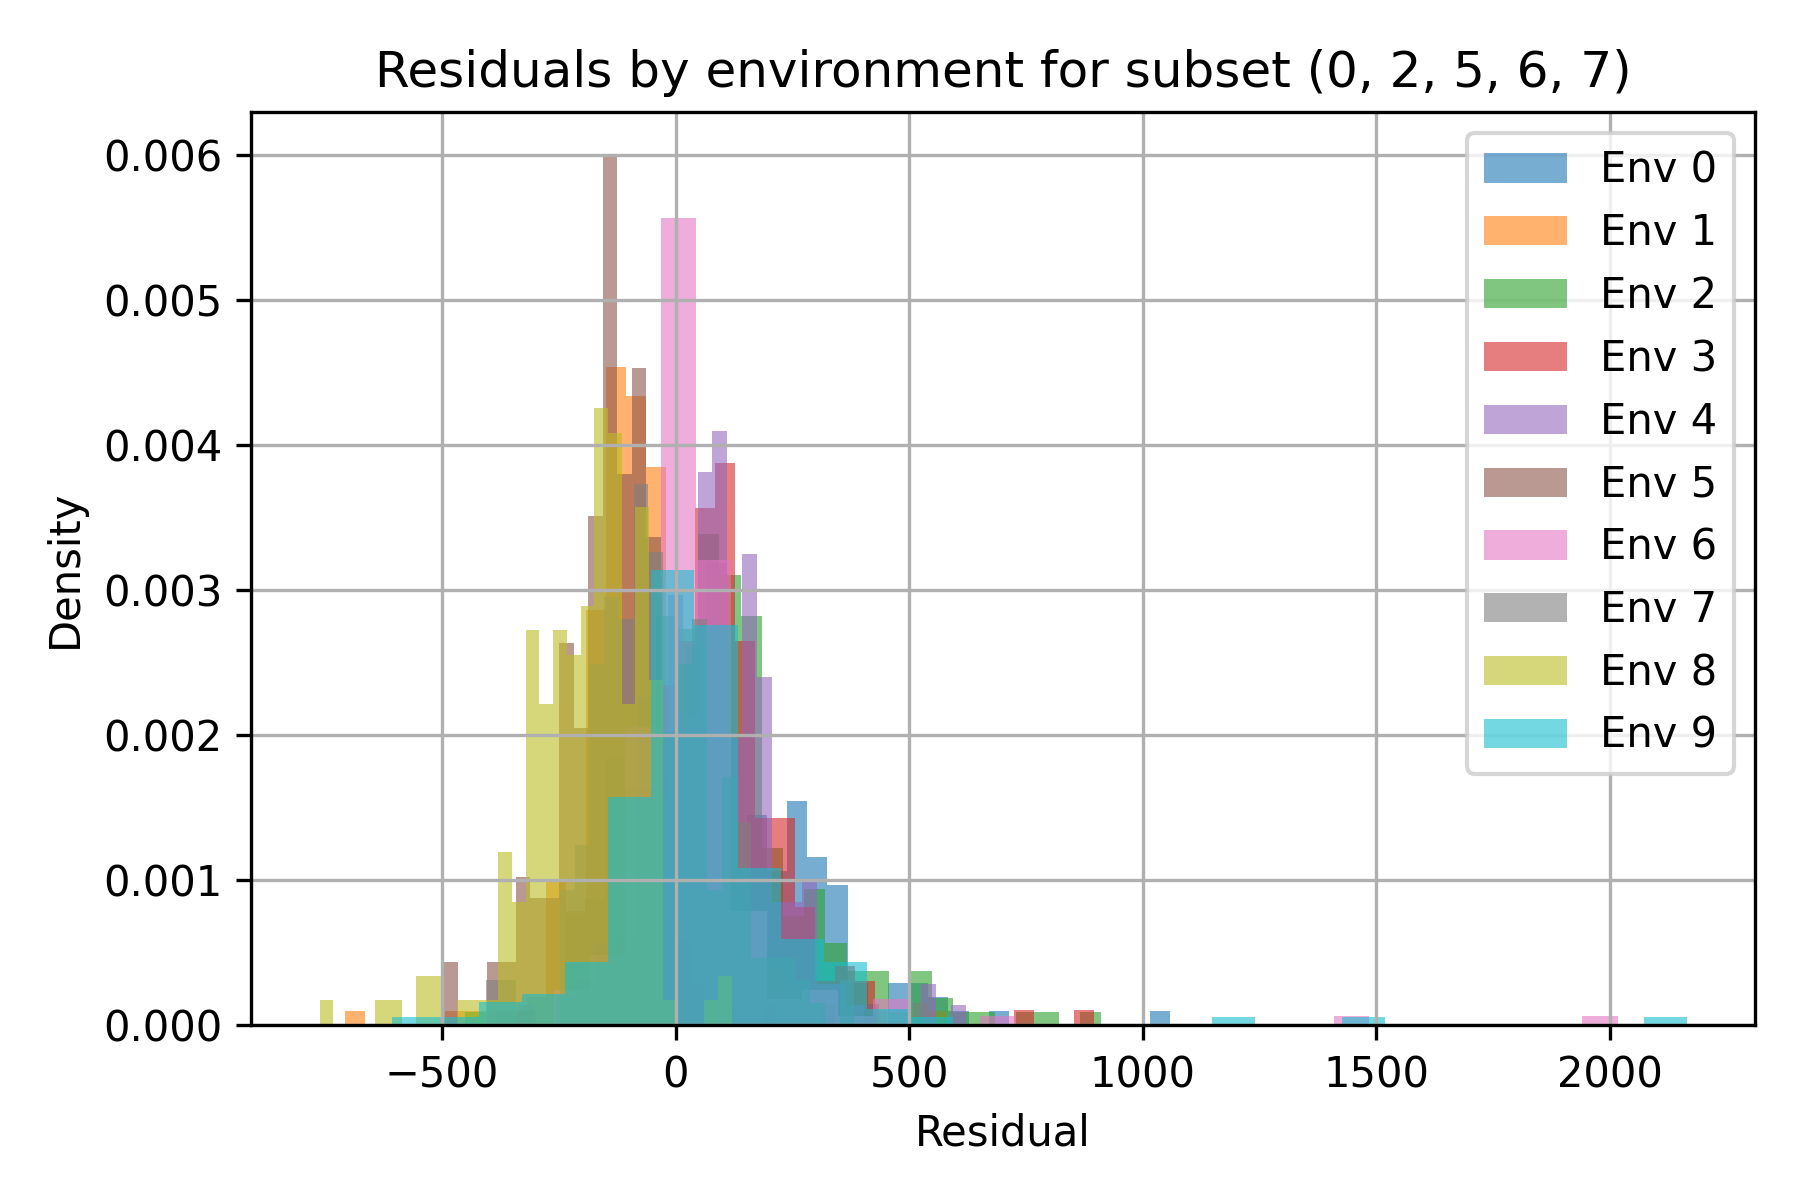 Residuals by environment for subset (0, 2, 5, 6, 7)
0.006
0.005
0.004
0.003
0.002
0.001
0.000
Density
Env 0
Env 1
Env 2
Env 3
Env 4
Env 5
Env 6
Env 7
Env 8
Env 9
−500 0 500 1000 1500 2000
Residual